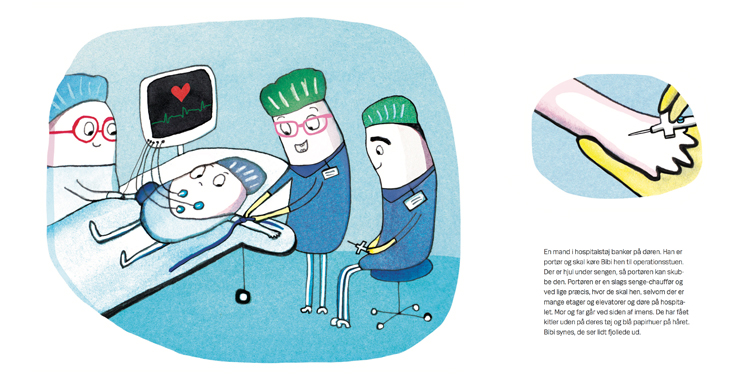 En mand i hospitalstøj banker på døren. Han er
portør og skal køre Bibi hen til operationsstuen.
Der er hjul under sengen, så portøren kan skub-
be den. Portøren er en slags senge-chauffør og
ved lige præcis, hvor de skal hen, selvom der er
mange etager og elevatorer og døre på hospita-
let. Mor og far går ved siden af imens. De har fået
kitler uden på deres tøj og blå papirhuer på håret.
Bibi synes, de ser lidt fjollede ud.